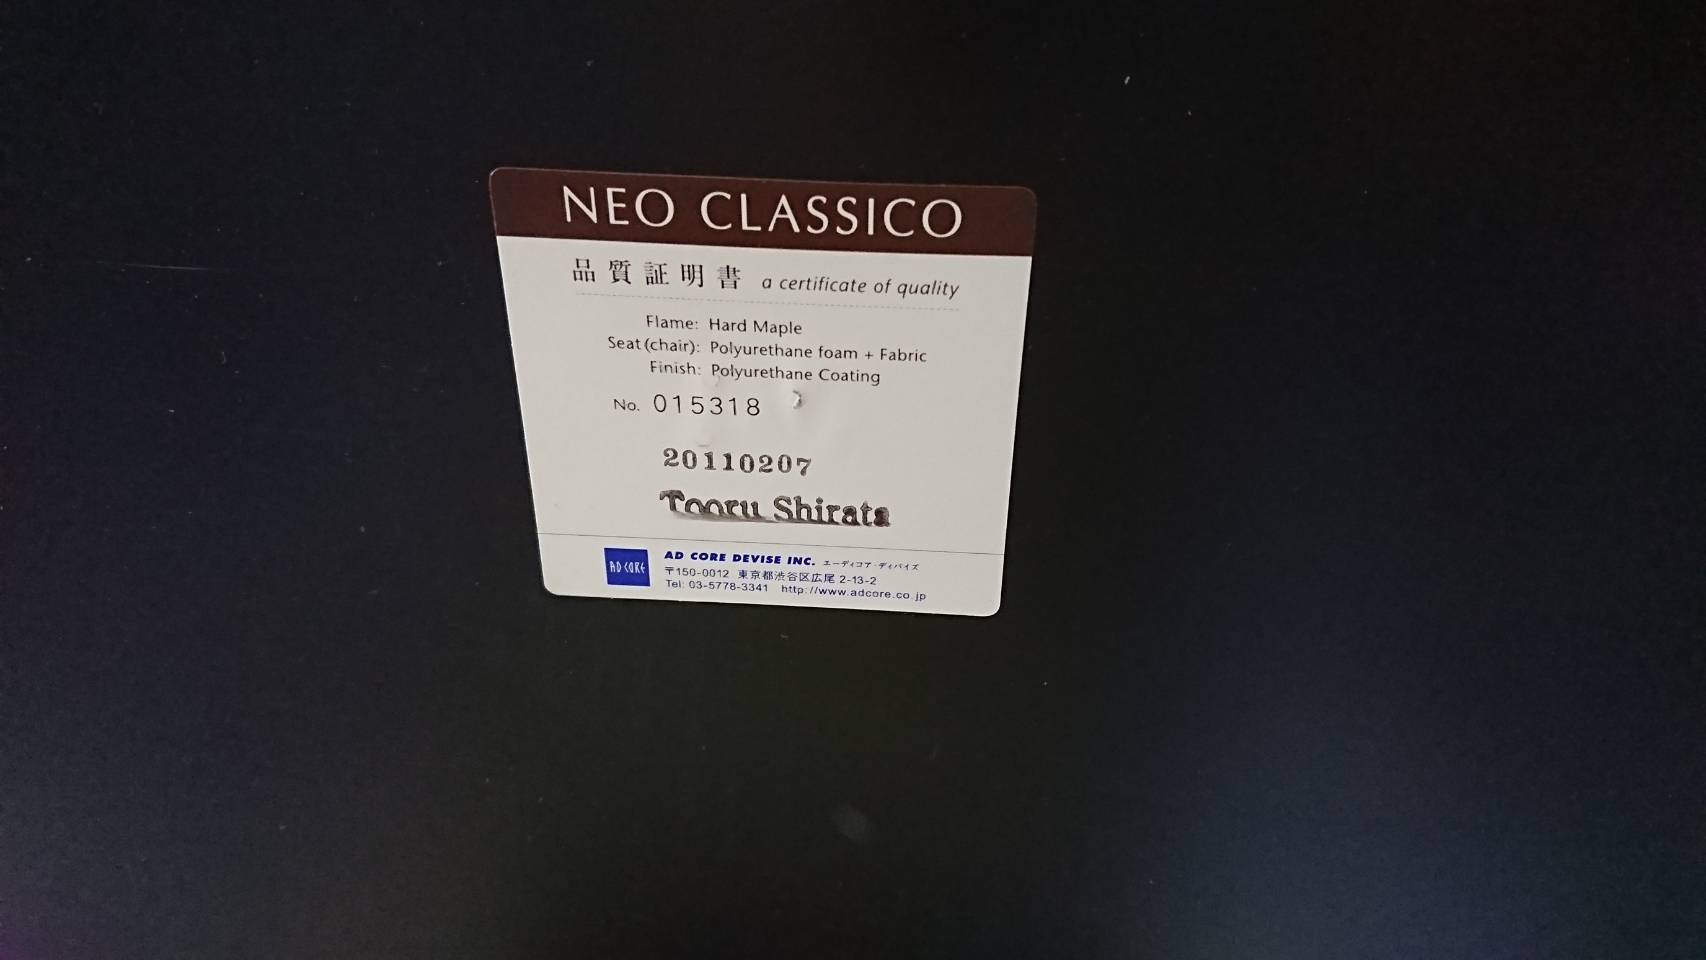 NEO CLASSICO
品質証明書 a certificate of quality
Flame: Hard Maple
Seat (chair): Polyurethane foam + Fabric
Finish: Polyurethane Coating
No. 015318
20110207
Tooru Shirata
AD CORE
AD CORE DEVISE INC. エーディコア・ディバイズ
〒150-0012 東京都渋谷区広尾 2-13-2
Tel: 03-5778-3341 http://www.adcore.co.jp